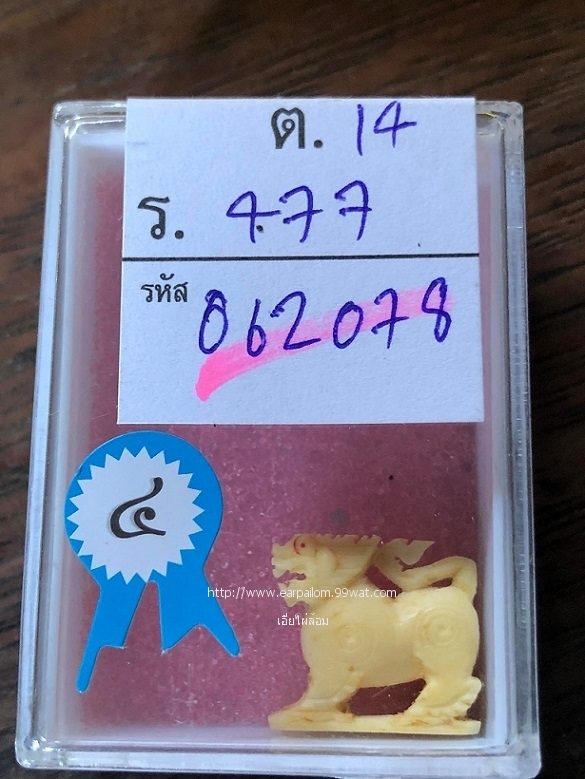 ต. 14
ร. 477
รหัส 062078
๔
http://www.earpailom.99wat.com
เฮี่ยไผ่ล้อม